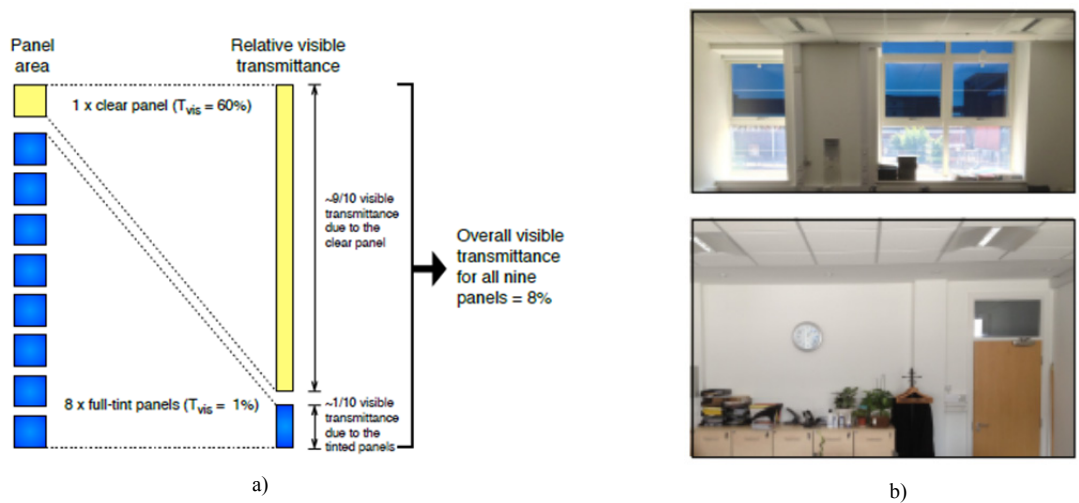 Panel
area
Relative visible
transmittance
1 x clear panel (Tvis = 60%)
~9/10 visible
transmittance
due to the
clear panel
Overall visible
transmittance
for all nine
panels = 8%
8 x full-tint panels (Tvis = 1%)
~1/10 visible
transmittance
due to the
tinted panels
a)
b)